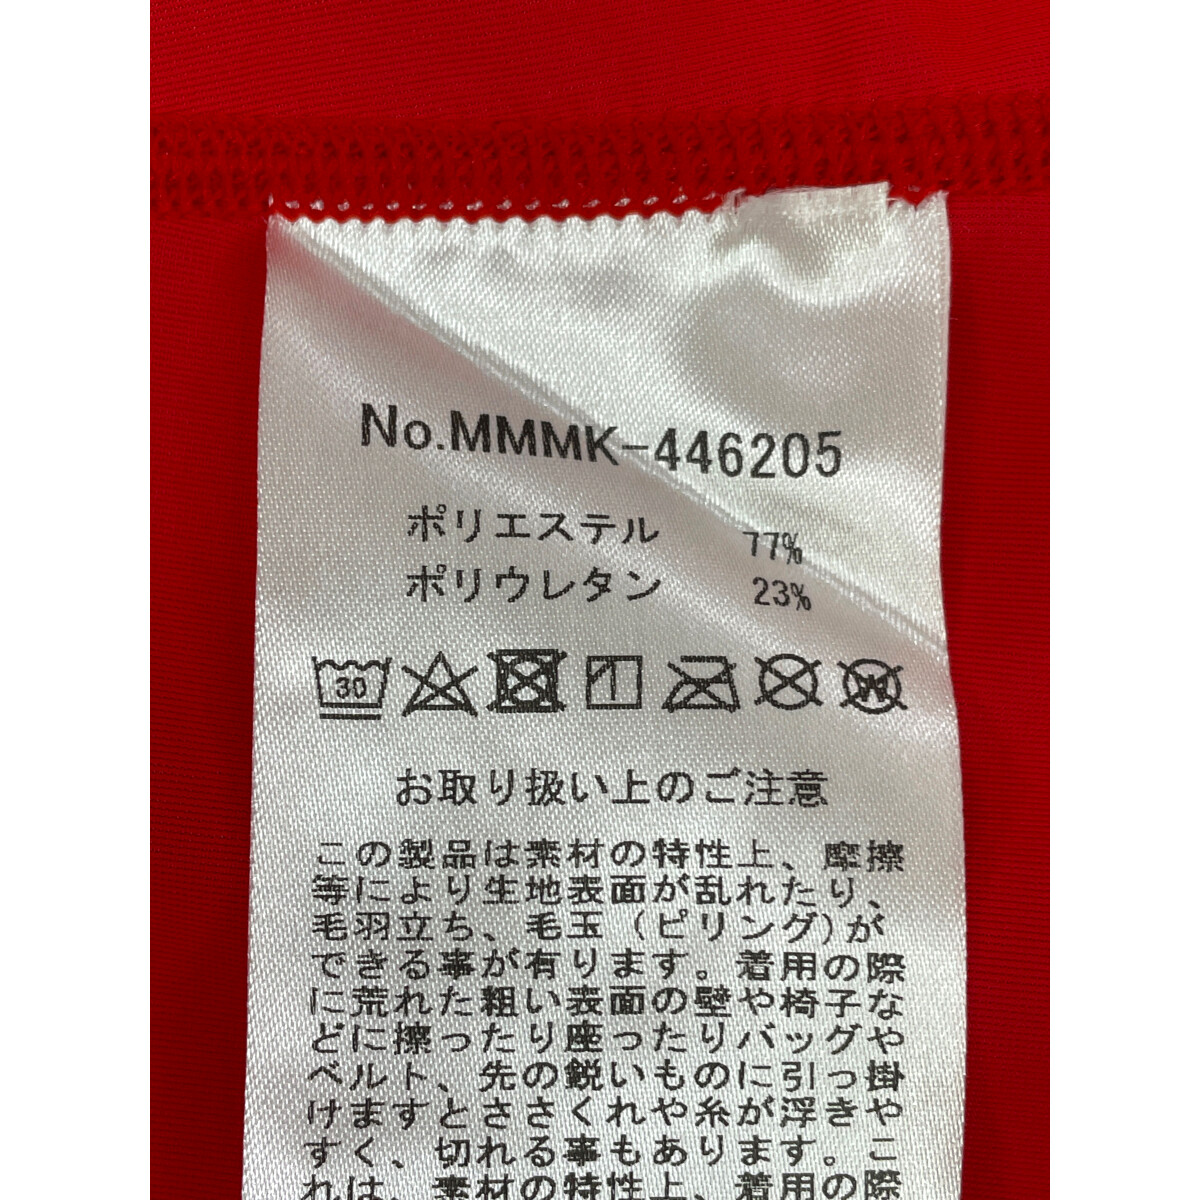 No.MMMK-446205
ポリエステル 77%
ポリウレタン 23%
30
W
お取り扱い上のご注意
この製品は素材の特性上、摩擦
等により生地表面が乱れたり、
毛羽立ち、毛玉(ピリング)が
できる事が有ります。着用の際
に荒れた粗い表面の壁や椅子な
どに擦ったり座ったりバッグや
ベルト、先の鋭いものに引っ掛
けますとささくれや糸が浮きや
すく、切れる事もあります。こ
れは、素材の特性上、着用の際